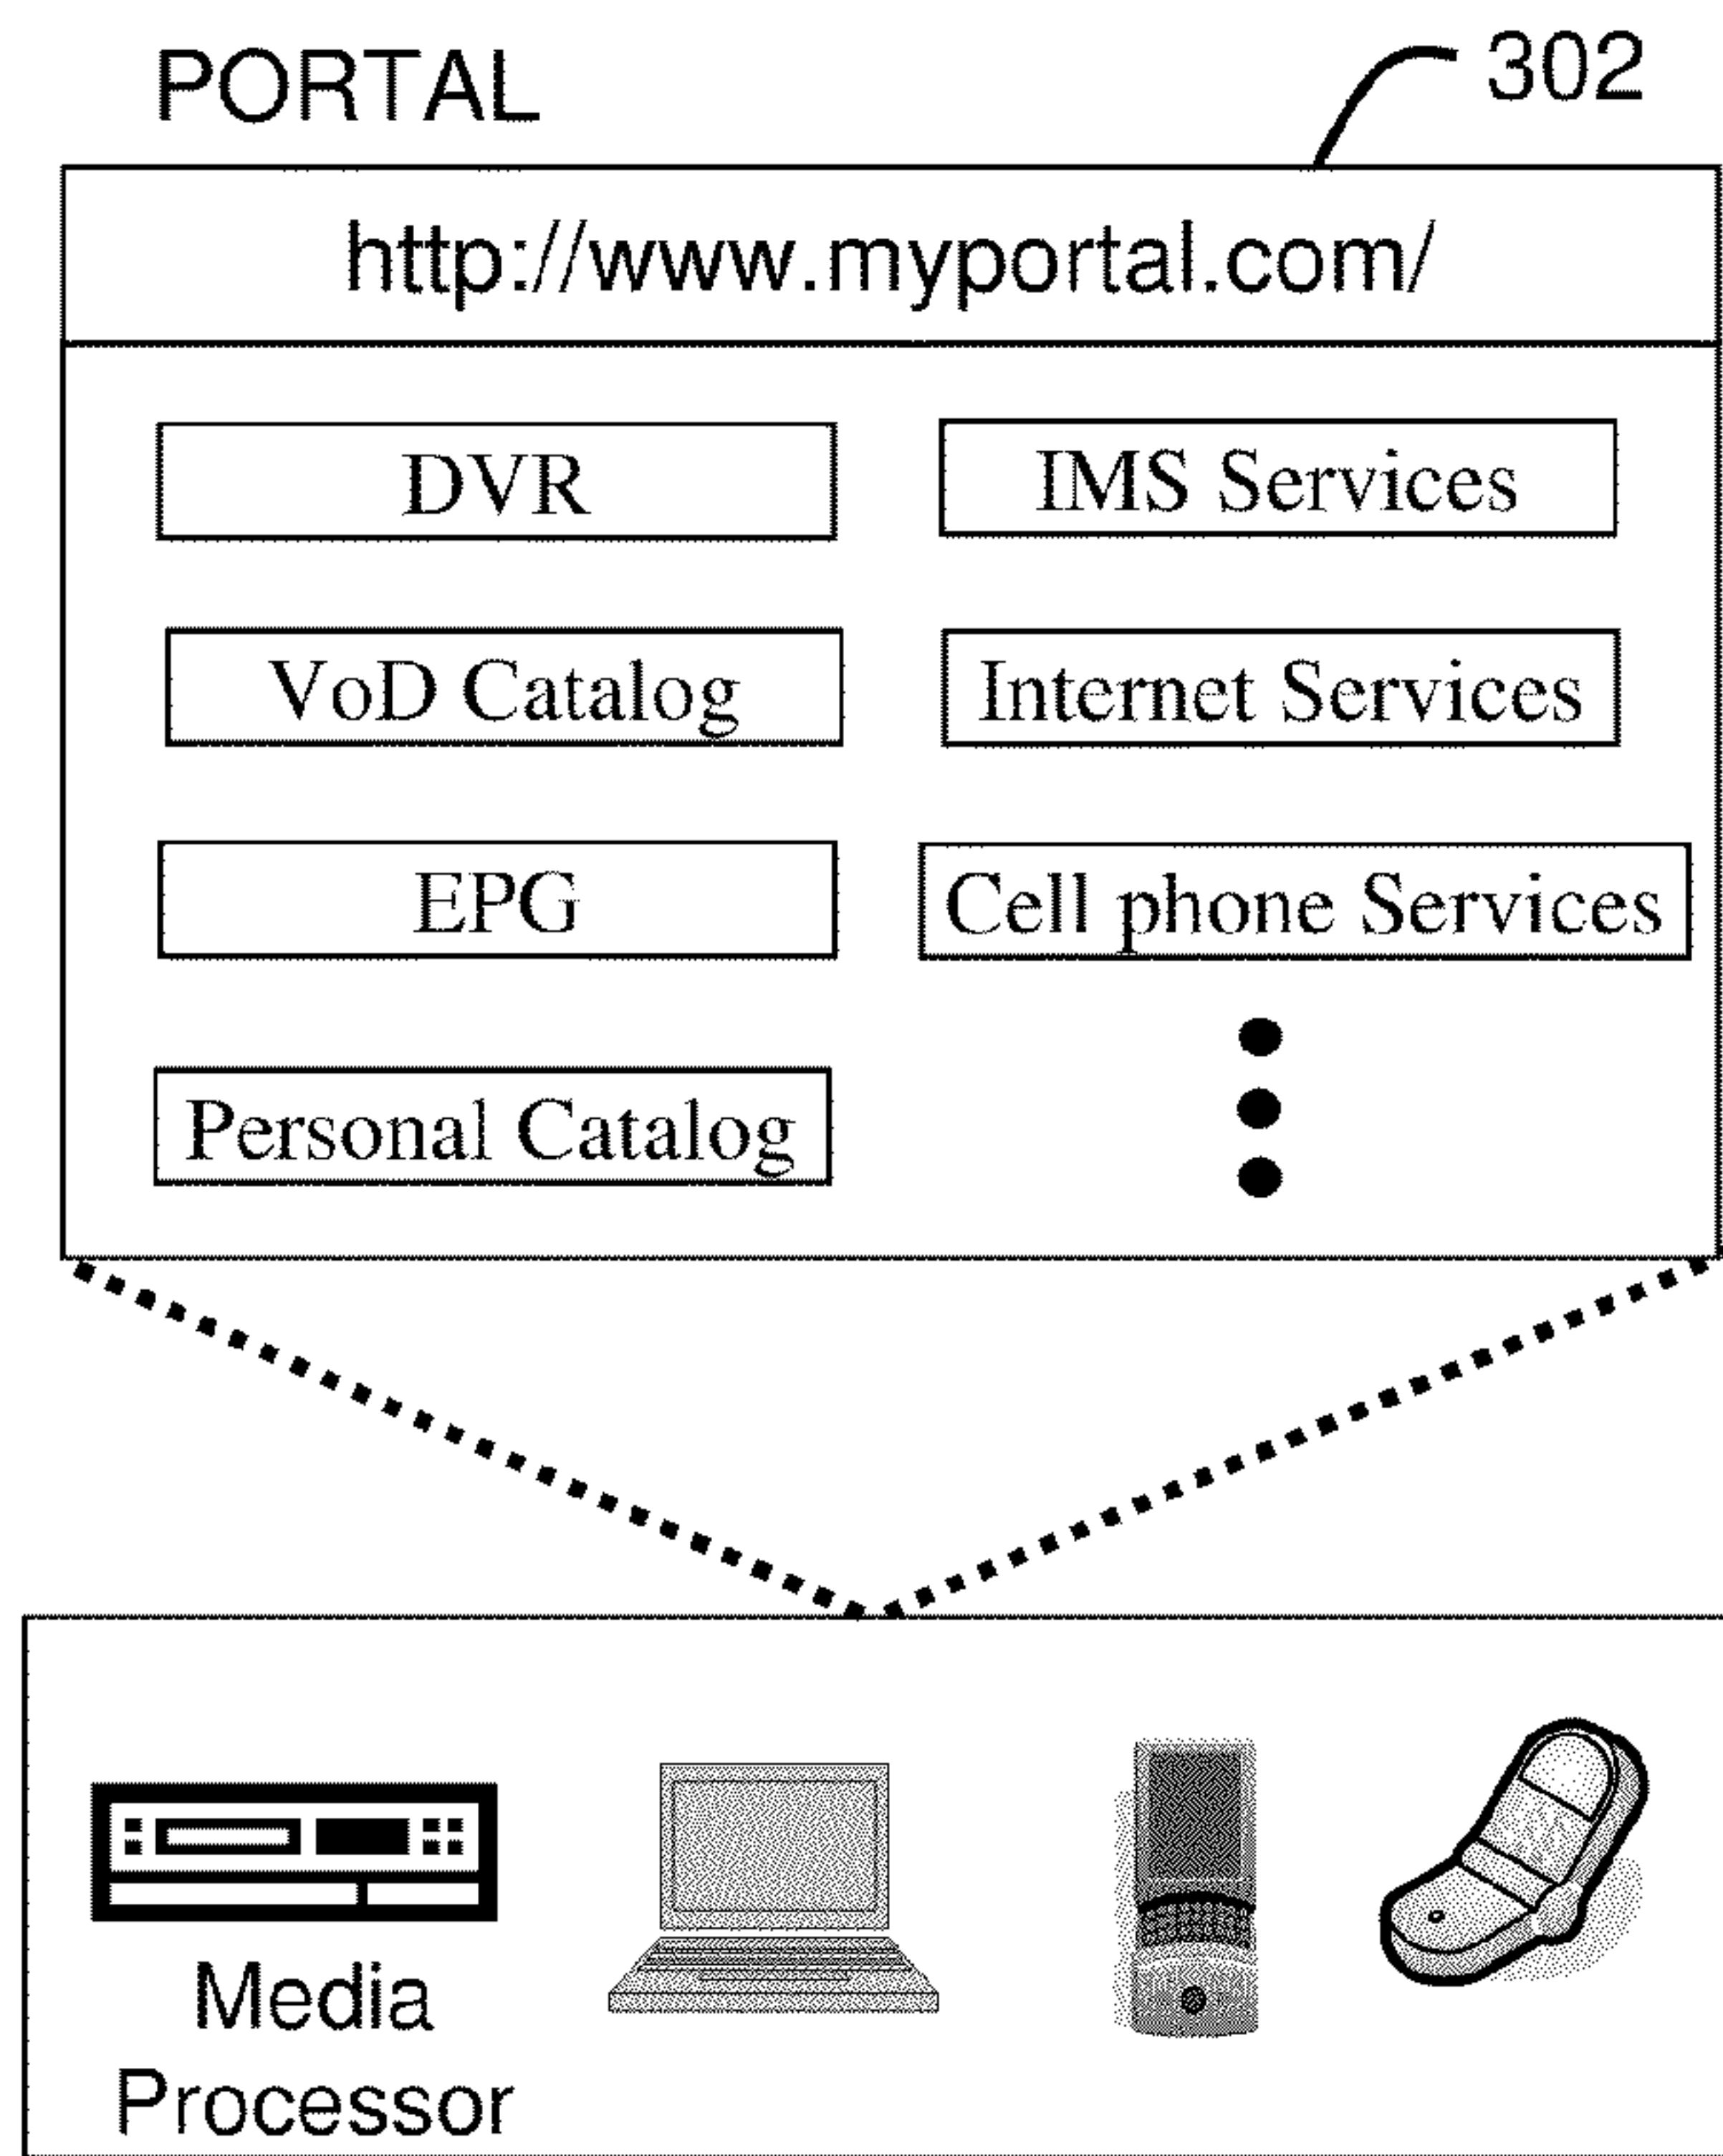 PORTAL
302
http://www.myportal.com/
DVR
IMS Services
VoD Catalog
Internet Services
EPG
Cell phone Services
Personal Catalog
Media
Processor